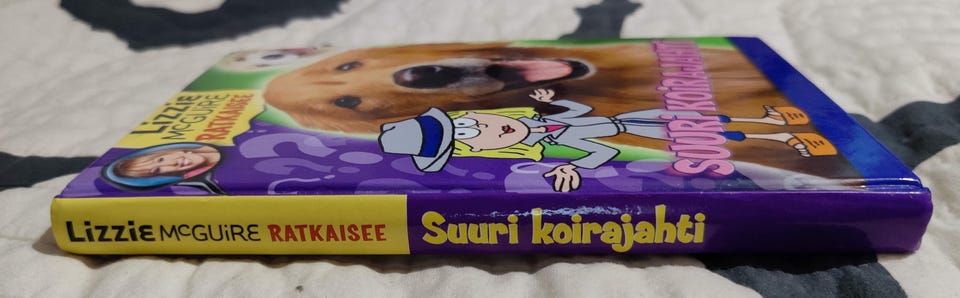 Lizzie
McGUiRE
RATKAISEE
SUURI KOIRAJAHTI
Lizzie McGUiRE RATKAISEE Suuri koirajahti